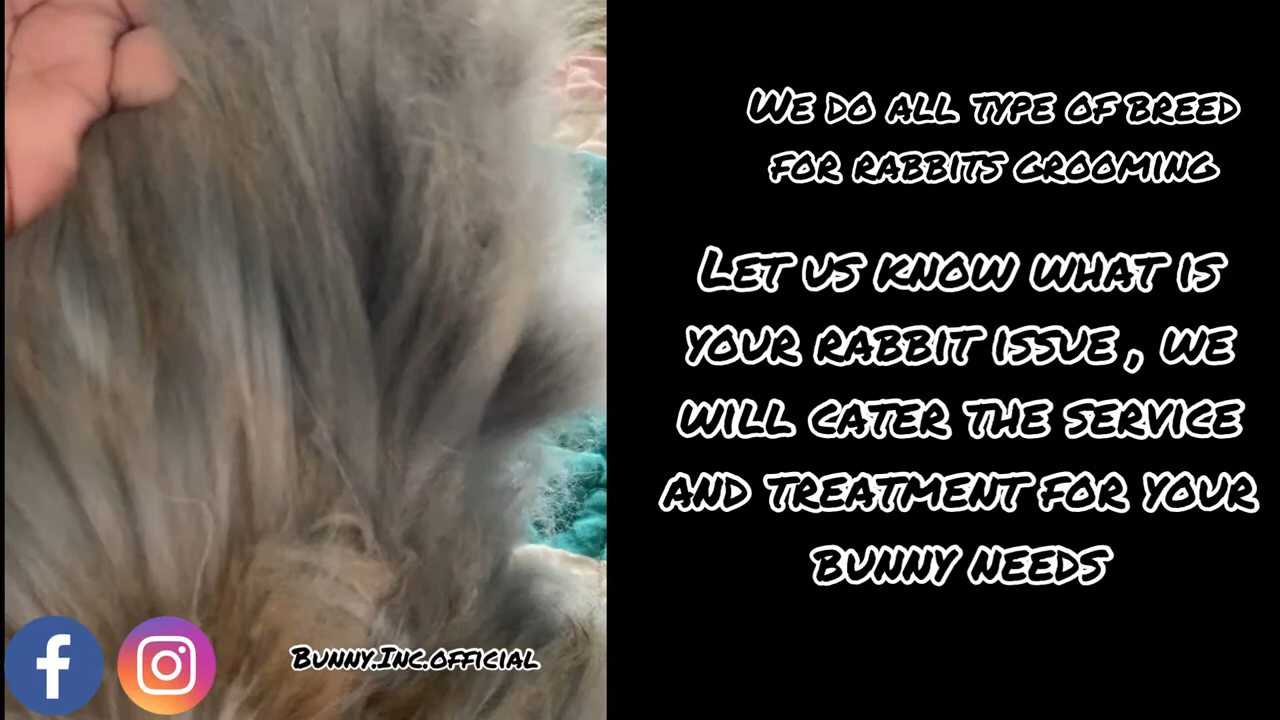 We do all type of breed
for rabbits grooming
Let us know what is
your rabbit issue , we
will cater the service
and treatment for your
bunny needs
Bunny.Inc.official